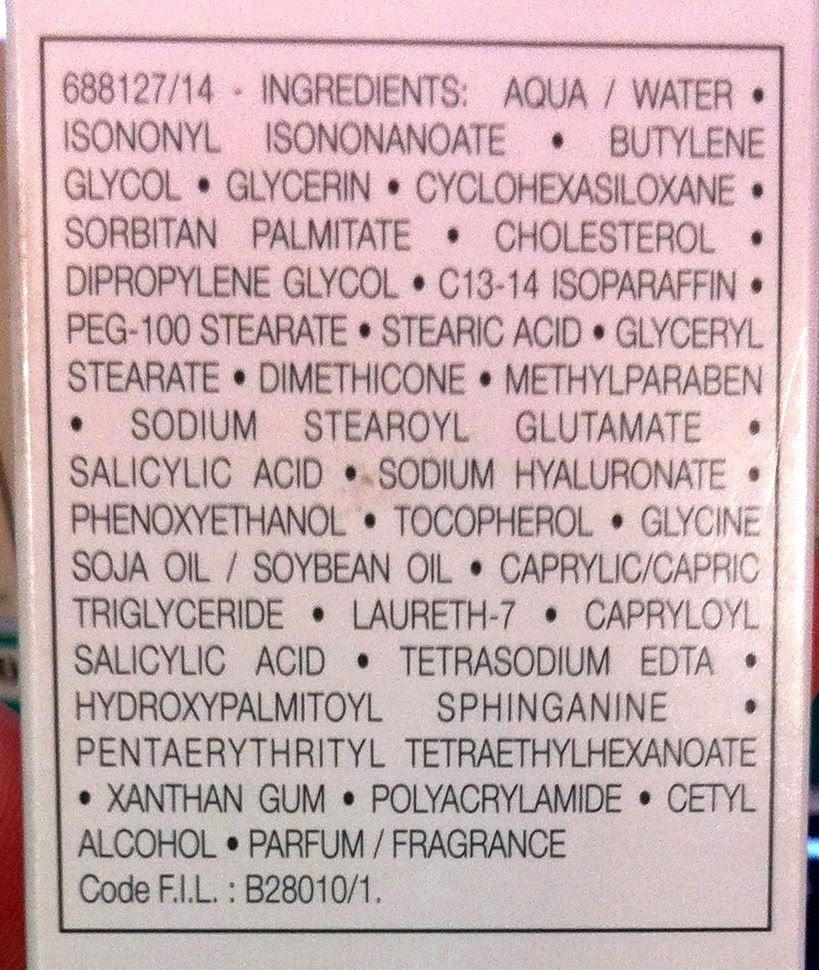 688127/14 - INGREDIENTS: AQUA / WATER •
ISONONYL ISONONANOATE • BUTYLENE
GLYCOL • GLYCERIN • CYCLOHEXASILOXANE •
SORBITAN PALMITATE • CHOLESTEROL •
DIPROPYLENE GLYCOL • C13-14 ISOPARAFFIN •
PEG-100 STEARATE • STEARIC ACID • GLYCERYL
STEARATE • DIMETHICONE • METHYLPARABEN
• SODIUM STEAROYL GLUTAMATE •
SALICYLIC ACID • SODIUM HYALURONATE •
PHENOXYETHANOL • TOCOPHEROL • GLYCINE
SOJA OIL / SOYBEAN OIL • CAPRYLIC/CAPRIC
TRIGLYCERIDE • LAURETH-7 • CAPRYLOYL
SALICYLIC ACID • TETRASODIUM EDTA •
HYDROXYPALMITOYL SPHINGANINE •
PENTAERYTHRITYL TETRAETHYLHEXANOATE
• XANTHAN GUM • POLYACRYLAMIDE • CETYL
ALCOHOL • PARFUM / FRAGRANCE
Code F.I.L. : B28010/1.